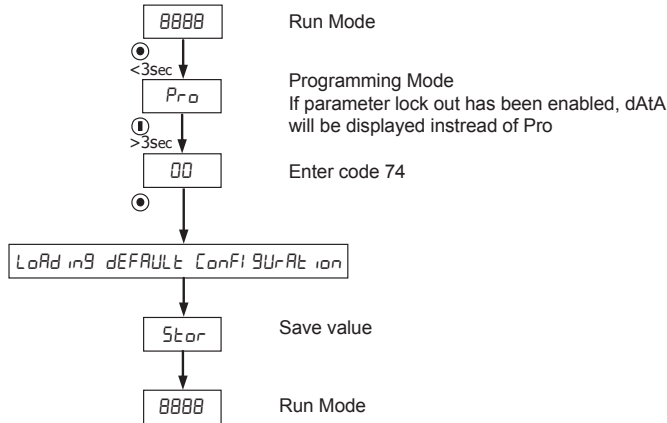 8888 Run Mode
<3sec
Pro Programming Mode
If parameter lock out has been enabled, dAtA
will be displayed instread of Pro
>3sec
00 Enter code 74
LoAd in9 dEFAULt ConFI 9UrAt ion
Stor Save value
8888 Run Mode